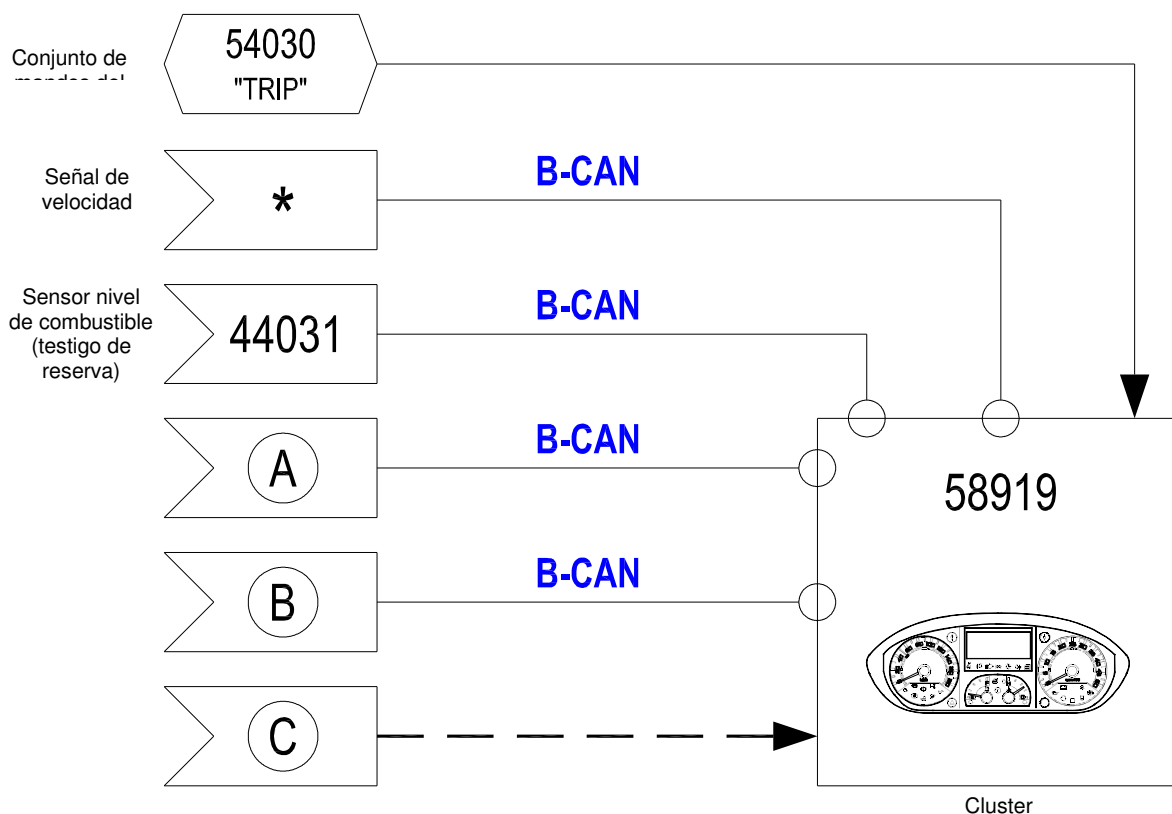 Conjunto de
54030
"TRIP"
Señal de
velocidad
*
B-CAN
Sensor nivel
de combustible
(testigo de
reserva)
44031
B-CAN
A
B-CAN
58919
B
B-CAN
C
Cluster